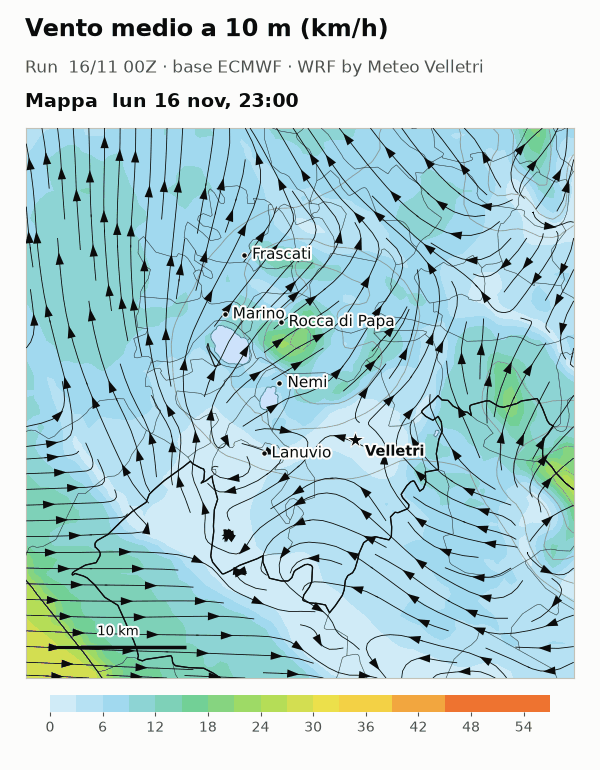 Vento medio a 10 m (km/h)
Run  16/11 00Z · base ECMWF · WRF by Meteo Velletri
Mappa  lun 16 nov, 23:00
Frascati
Marino
Rocca di Papa
Nemi
Lanuvio
Velletri
10 km
0 6 12 18 24 30 36 42 48 54